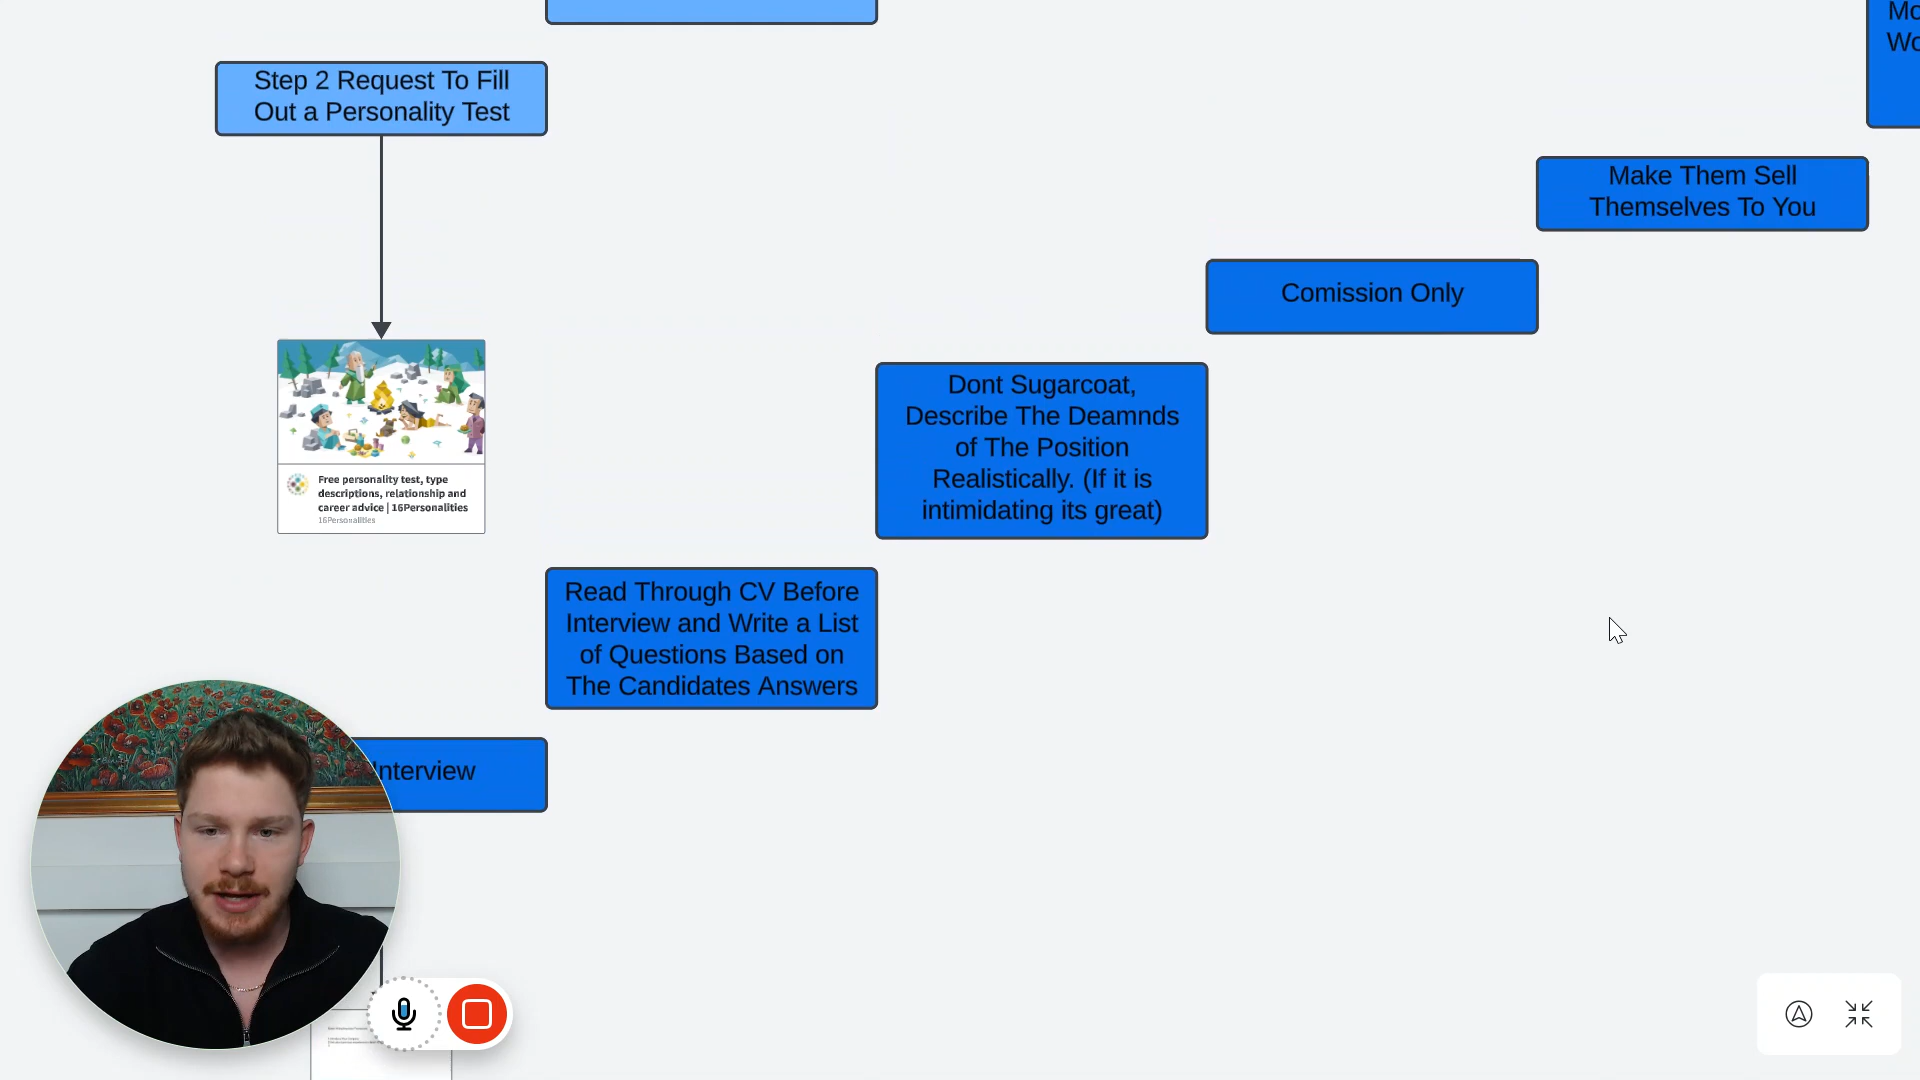 Mo
Wo
Step 2 Request To Fill
Out a Personality Test
Make Them Sell
Themselves To You
Comission Only
Dont Sugarcoat,
Describe The Deamnds
of The Position
Realistically. (If it is
intimidating its great)
Free personality test, type
descriptions, relationship and
career advice | 16Personalities
16Personalities
Read Through CV Before
Interview and Write a List
of Questions Based on
The Candidates Answers
Interview